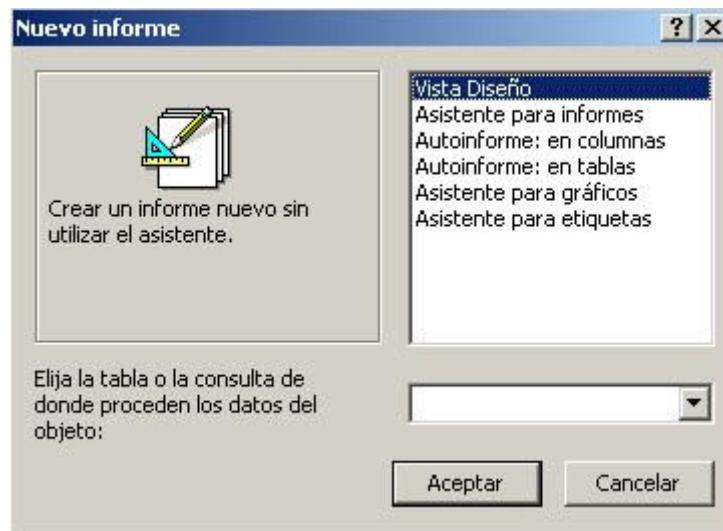 Nuevo informe
Crear un informe nuevo sin
utilizar el asistente.
Vista Diseño
Asistente para informes
Autoinforme: en columnas
Autoinforme: en tablas
Asistente para gráficos
Asistente para etiquetas
Elija la tabla o la consulta de
donde proceden los datos del
objeto:
Aceptar
Cancelar